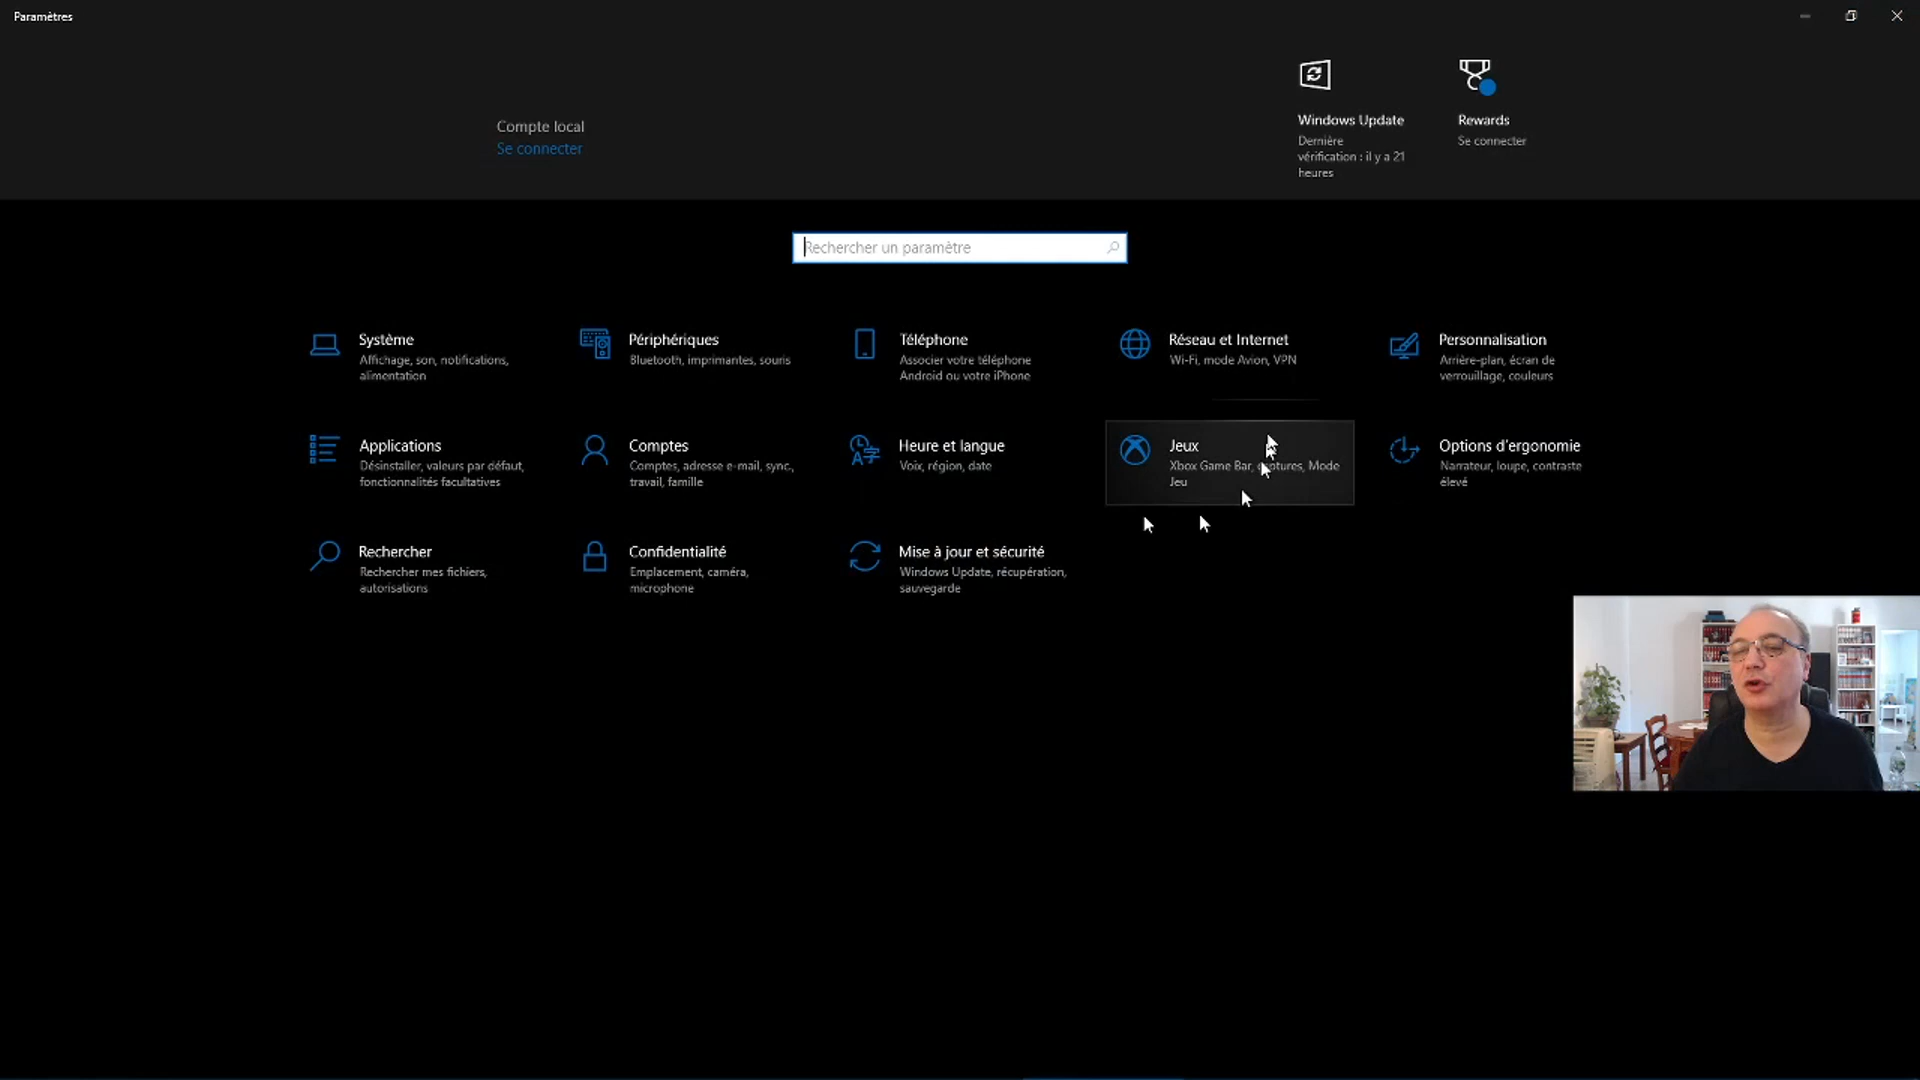 Paramètres
Compte local
Se connecter
Windows Update
Dernière
vérification : il y a 21
heures
Rewards
Se connecter
Rechercher un paramètre
Système
Affichage, son, notifications,
alimentation
Périphériques
Bluetooth, imprimantes, souris
Téléphone
Associer votre téléphone
Android ou votre iPhone
Réseau et Internet
Wi-Fi, mode Avion, VPN
Personnalisation
Arrière-plan, écran de
verrouillage, couleurs
Applications
Désinstaller, valeurs par défaut,
fonctionnalités facultatives
Comptes
Comptes, adresse e-mail, sync.,
travail, famille
Heure et langue
Voix, région, date
Jeux
Xbox Game Bar, captures, Mode
Jeu
Options d'ergonomie
Narrateur, loupe, contraste
élevé
Rechercher
Rechercher mes fichiers,
autorisations
Confidentialité
Emplacement, caméra,
microphone
Mise à jour et sécurité
Windows Update, récupération,
sauvegarde